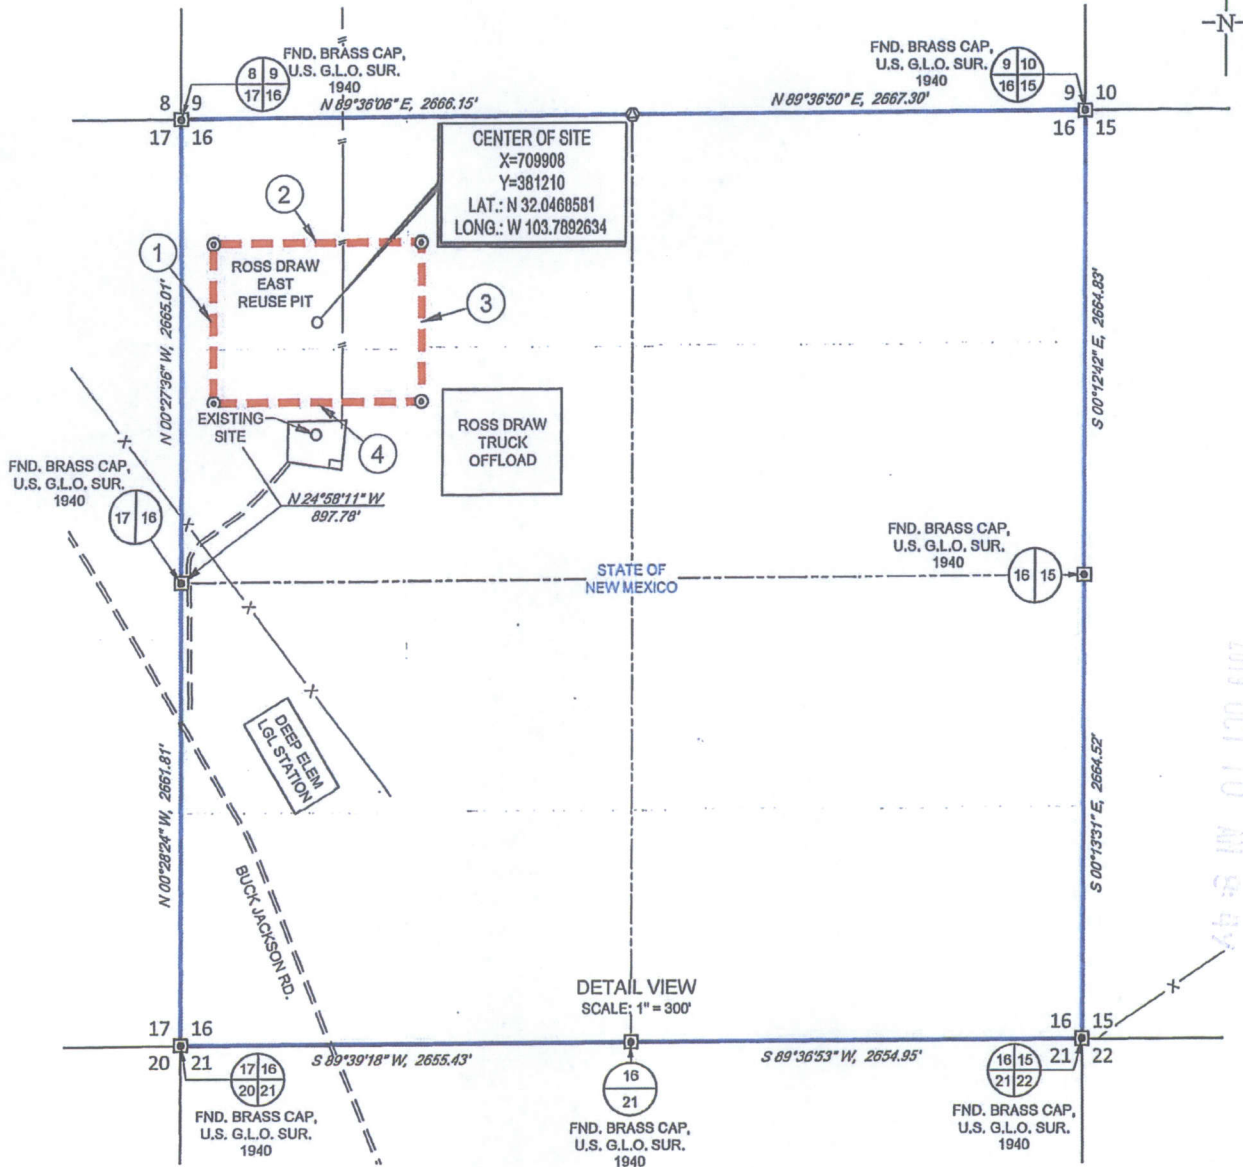 -N-
FND. BRASS CAP,
U.S. G.L.O. SUR.
1940
8 9
17 16
8 9
17 16
N 89°36'06" E, 2666.15'
FND. BRASS CAP,
U.S. G.L.O. SUR.
1940
9 10
16 15
9 10
16 15
N 89°36'50" E, 2667.30'
CENTER OF SITE
X=709908
Y=381210
LAT.: N 32.0468581
LONG.: W 103.7892634
2
1
ROSS DRAW
EAST
REUSE PIT
3
N 00°27'36" W, 2665.01'
S 00°12'42" E, 2664.83'
EXISTING
SITE
4
ROSS DRAW
TRUCK
OFFLOAD
FND. BRASS CAP,
U.S. G.L.O. SUR.
1940
17 16
N 24°58'11" W
897.78'
FND. BRASS CAP,
U.S. G.L.O. SUR.
1940
16 15
STATE OF
NEW MEXICO
DEEP ELEM
LGL STATION
N 00°28'24" W, 2661.81'
S 00°13'31" E, 2664.52'
BUCK JACKSON RD.
DETAIL VIEW
SCALE: 1" = 300'
17 16
20 21
16 15
21 22
S 89°39'18" W, 2655.43'
S 89°36'53" W, 2654.95'
17 16
20 21
FND. BRASS CAP,
U.S. G.L.O. SUR.
1940
16
21
FND. BRASS CAP,
U.S. G.L.O. SUR.
1940
16 15
21 22
FND. BRASS CAP,
U.S. G.L.O. SUR.
1940